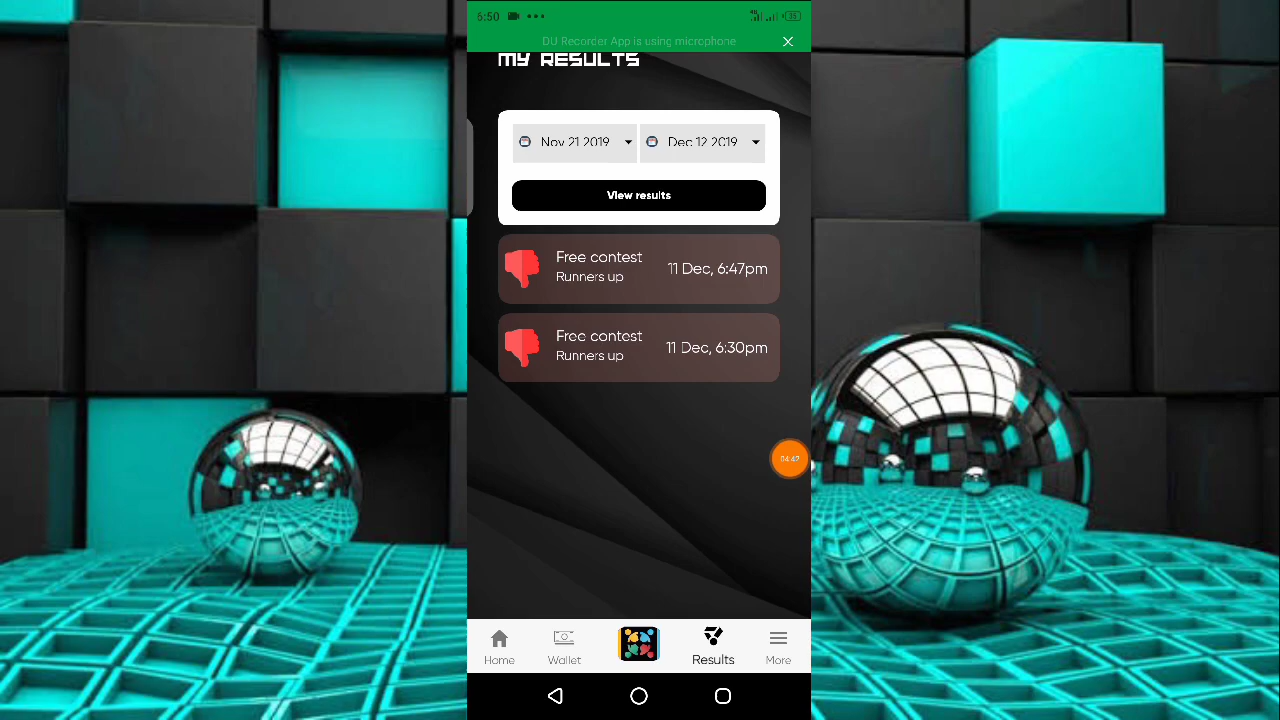 6:50
35
DU Recorder App is using microphone
MY RESULTS
Nov 21 2019
Dec 12 2019
View results
Free contest
Runners up
11 Dec, 6:47pm
Free contest
Runners up
11 Dec, 6:30pm
04:42
Home
Wallet
Results
More